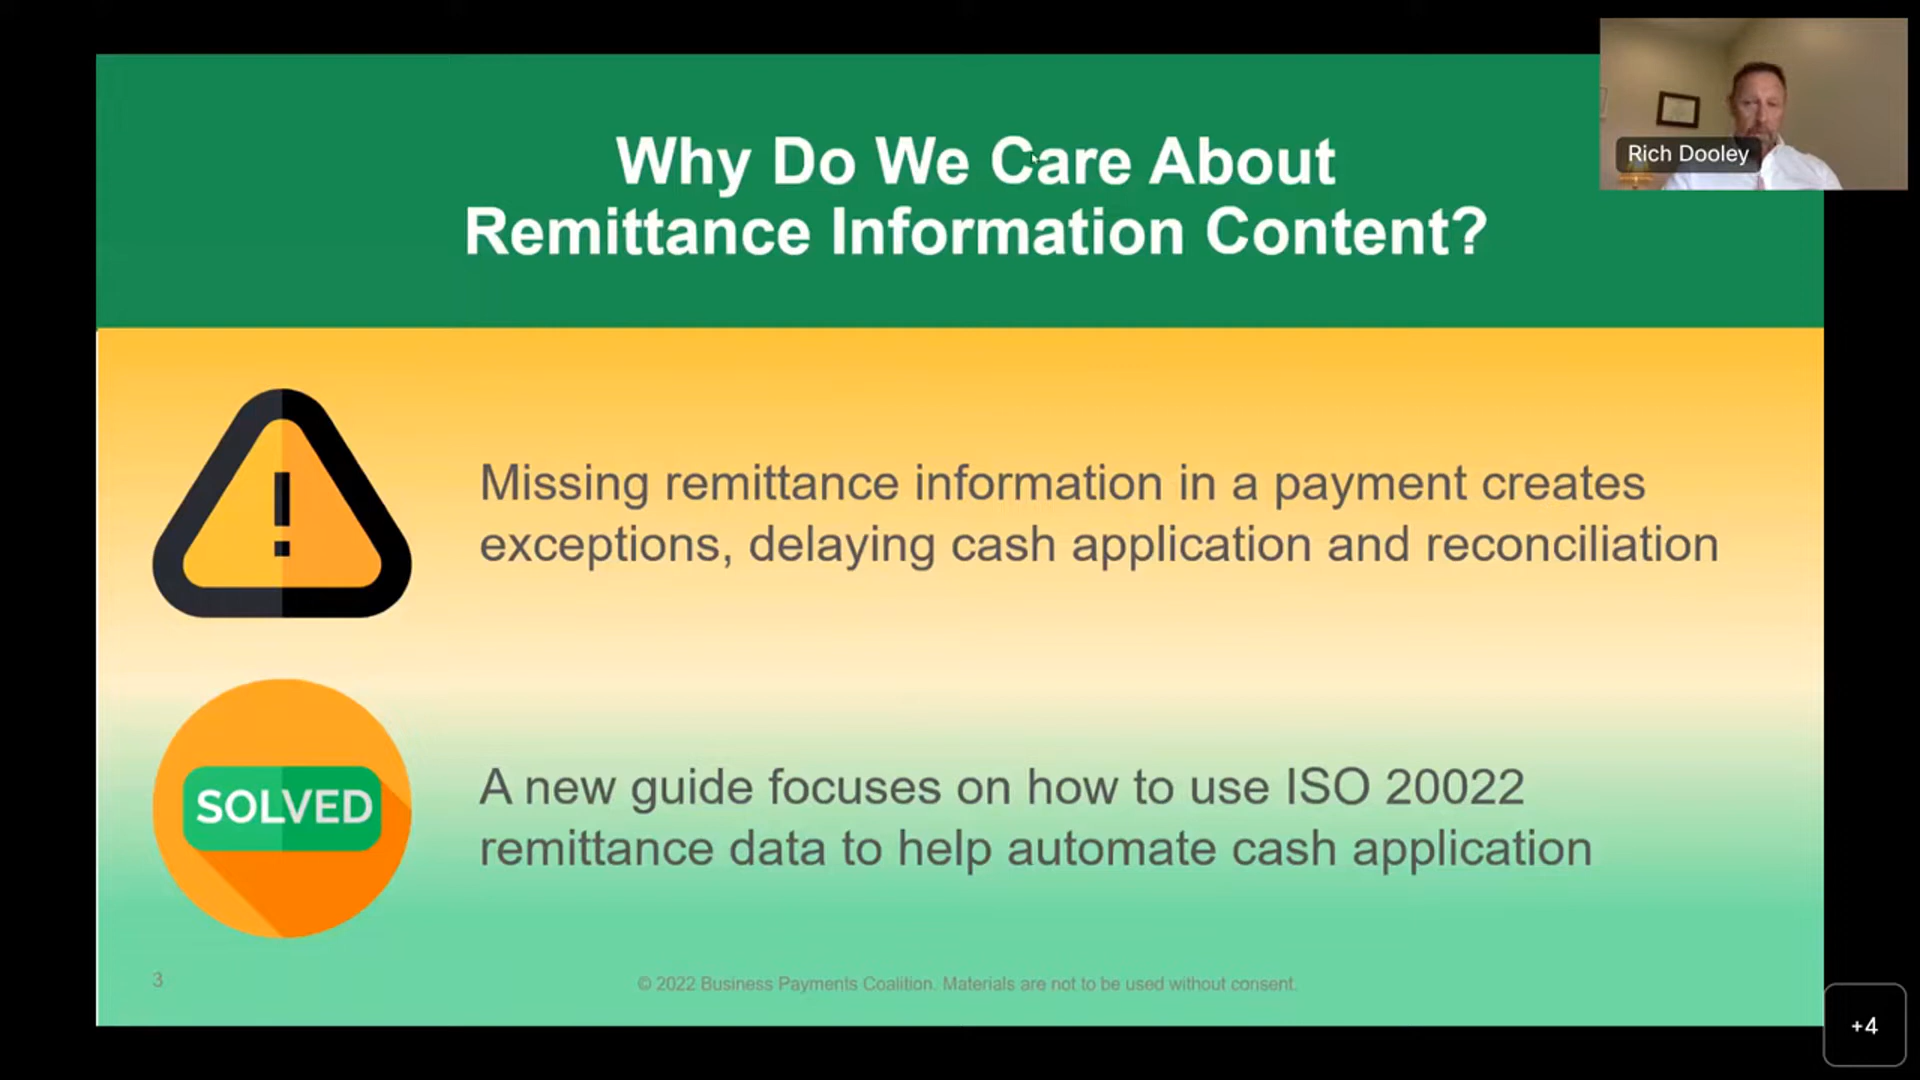 Why Do We Care About
Remittance Information Content?
Rich Dooley
!
Missing remittance information in a payment creates
exceptions, delaying cash application and reconciliation
SOLVED
A new guide focuses on how to use ISO 20022
remittance data to help automate cash application
3
© 2022 Business Payments Coalition. Materials are not to be used without consent.
+4